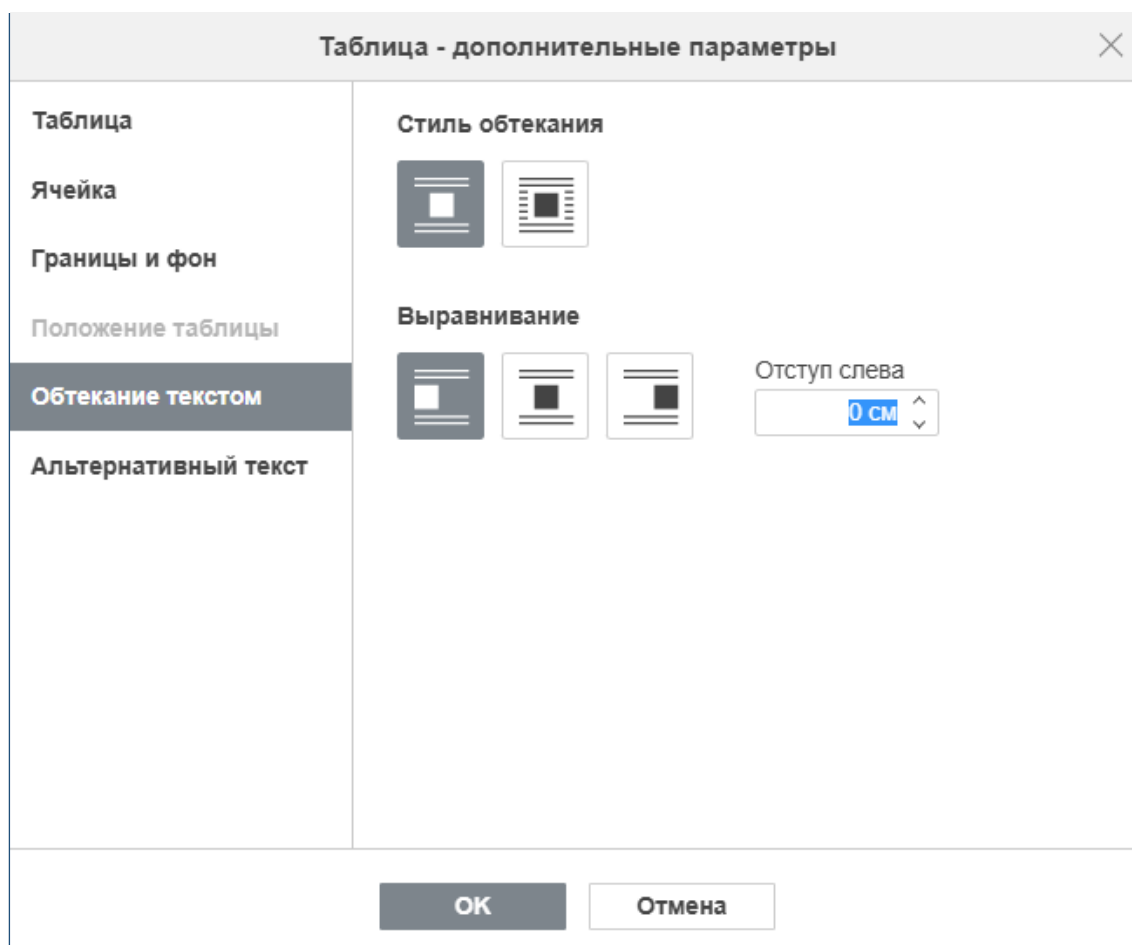 Таблица - дополнительные параметры
Таблица
Ячейка
Границы и фон
Положение таблицы
Обтекание текстом
Альтернативный текст
Стиль обтекания
Выравнивание
Отступ слева
0 см
OK
Отмена